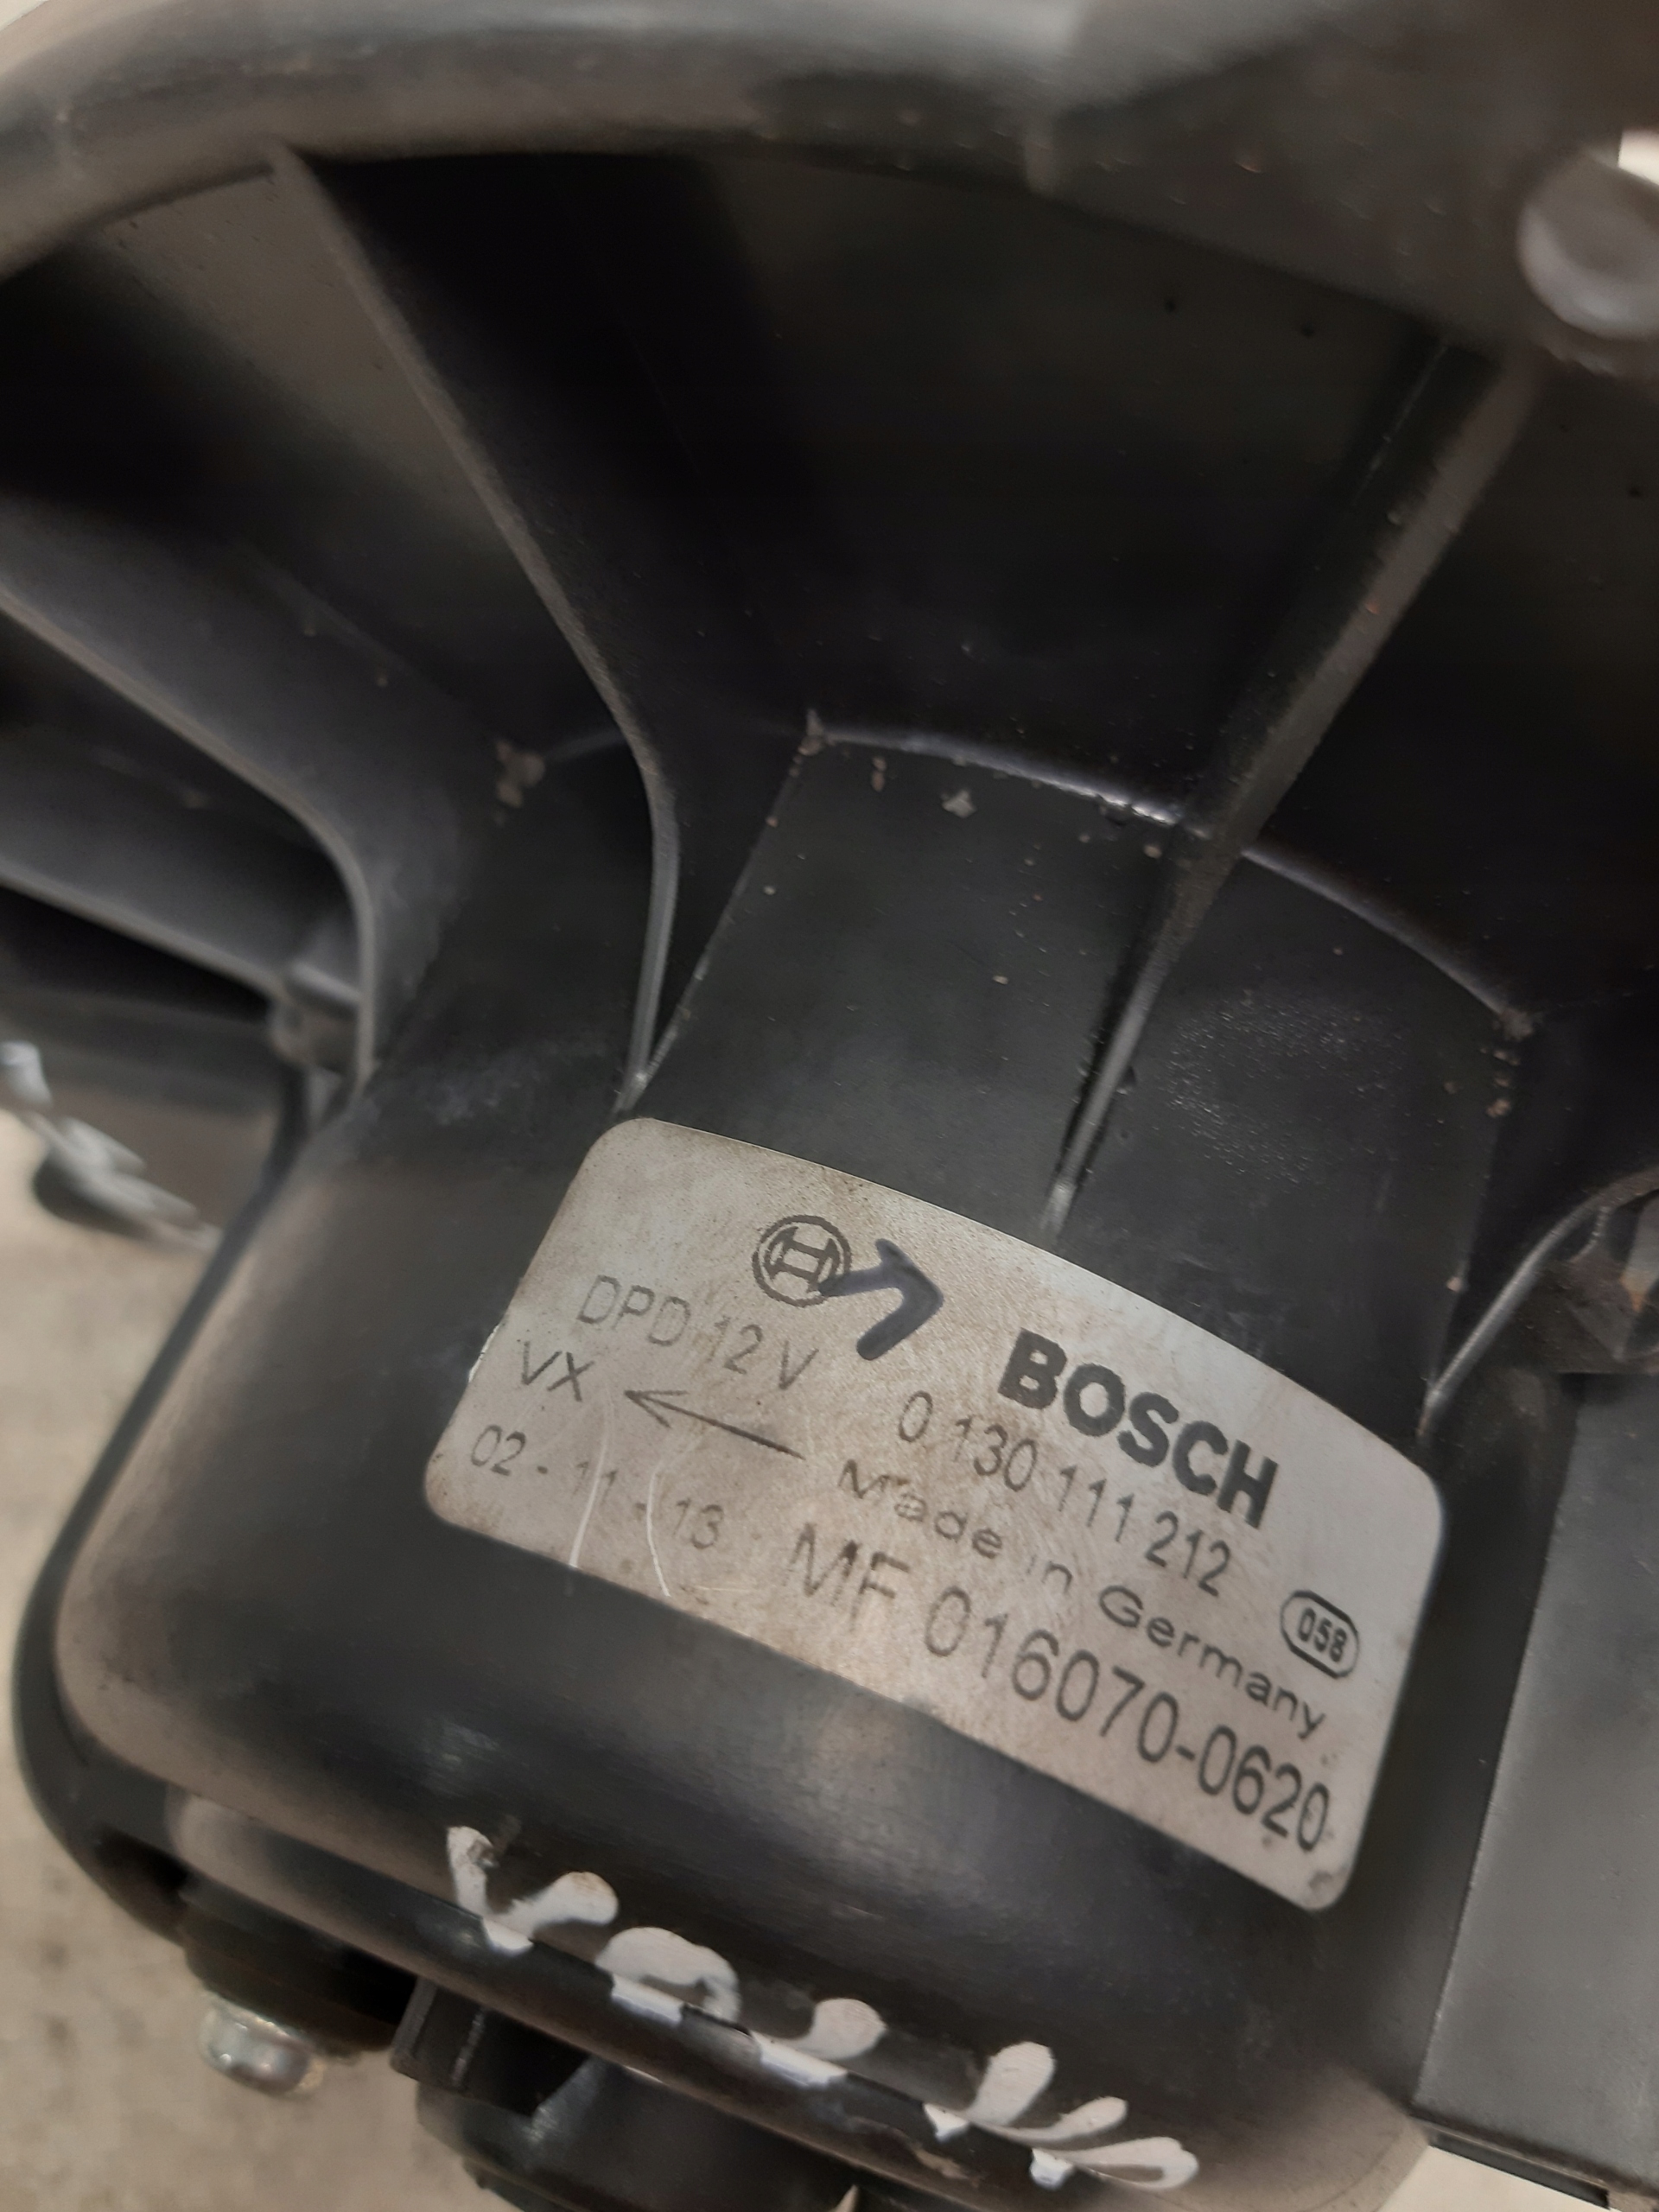 BOSCH
DPD 12 V 0 130 111 212
VX ← Made in Germany 058
02 - 11 - 13 MF 016070-0620